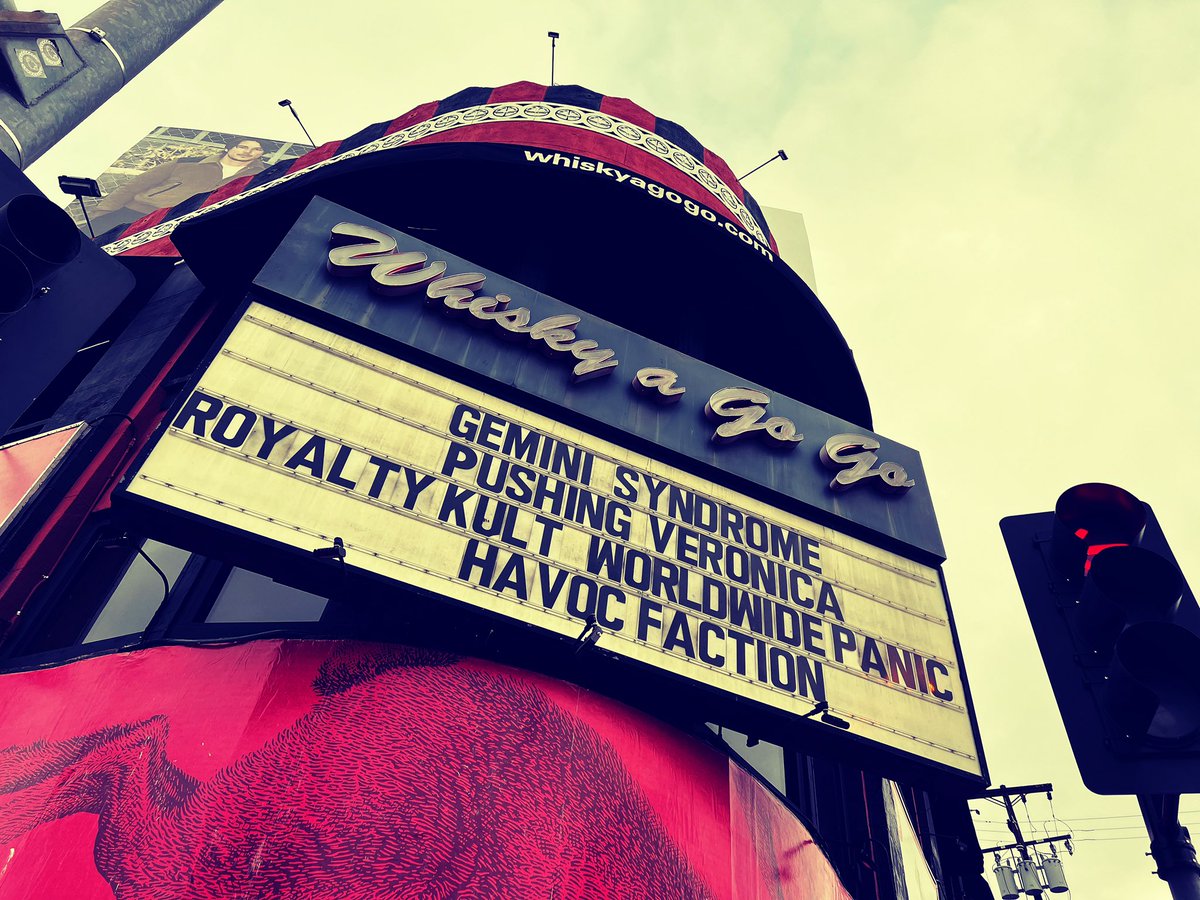 whiskyagogo.com
Whisky a Go Go
GEMINI SYNDROME
PUSHING VERONICA
ROYALTY KULT WORLDWIDE PANIC
HAVOC FACTION